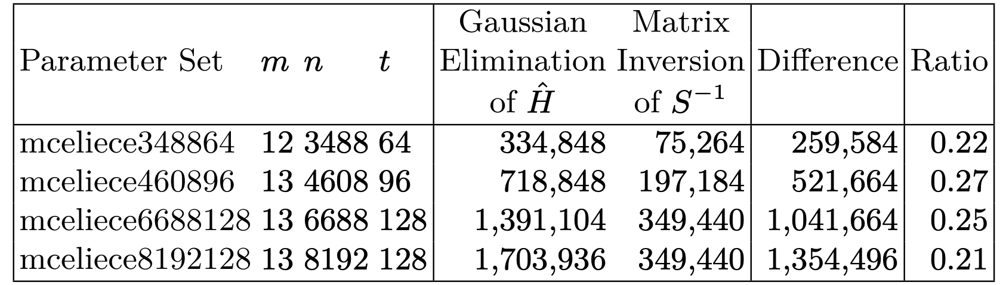 Gaussian Matrix
Parameter Set m n t Elimination Inversion Difference Ratio
of Ĥ of S⁻¹
mceliece348864 12 3488 64 334,848 75,264 259,584 0.22
mceliece460896 13 4608 96 718,848 197,184 521,664 0.27
mceliece6688128 13 6688 128 1,391,104 349,440 1,041,664 0.25
mceliece8192128 13 8192 128 1,703,936 349,440 1,354,496 0.21